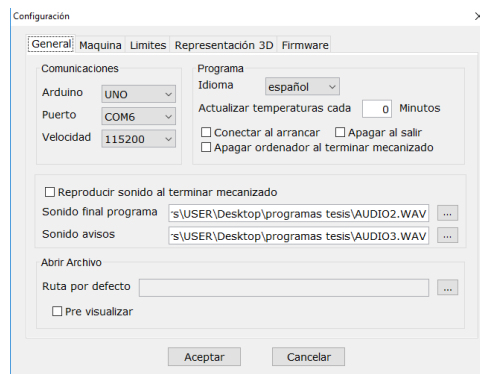 Configuración
General Maquina Limites Representación 3D Firmware
Comunicaciones
Arduino UNO
Puerto COM6
Velocidad 115200
Programa
Idioma español
Actualizar temperaturas cada 0 Minutos
Conectar al arrancar Apagar al salir
Apagar ordenador al terminar mecanizado
Reproducir sonido al terminar mecanizado
Sonido final programa s\USER\Desktop\programas tesis\AUDIO2.WAV ...
Sonido avisos s\USER\Desktop\programas tesis\AUDIO3.WAV ...
Abrir Archivo
Ruta por defecto ...
Pre visualizar
Aceptar Cancelar